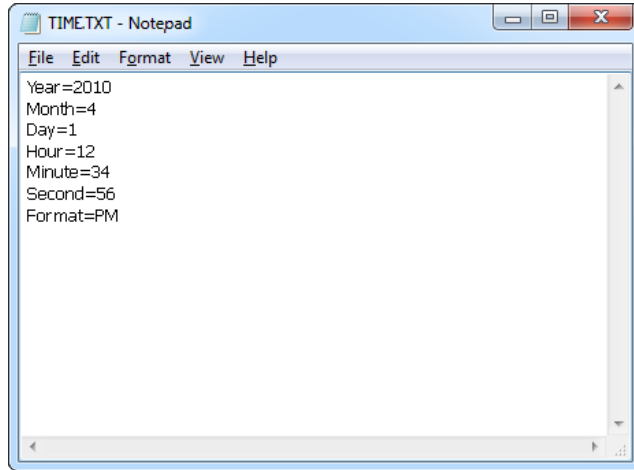 TIME.TXT - Notepad
File Edit Format View Help
Year=2010
Month=4
Day=1
Hour=12
Minute=34
Second=56
Format=PM